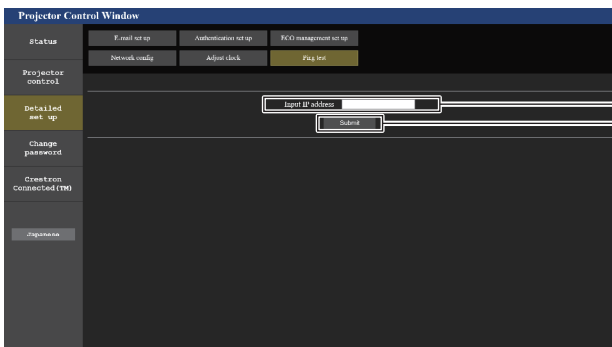 Projector Control Window
Status
Projector
control
Detailed
set up
Change
password
Crestron
Connected(TM)
Japanese
E-mail set up
Authentication set up
ECO management set up
Network config
Adjust clock
Ping test
Input IP address
Submit